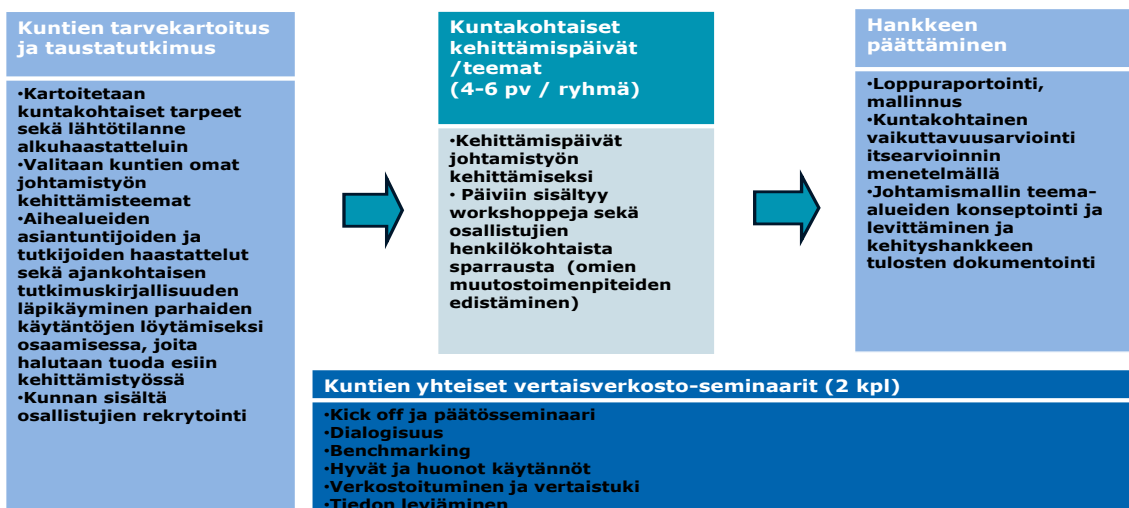 Kuntien tarvekartoitus
ja taustatutkimus
•Kartoitetaan
kuntakohtaiset tarpeet
sekä lähtötilanne
alkuhaastatteluin
•Valitaan kuntien omat
johtamistyön
kehittämisteemat
•Aihealueiden
asiantuntijoiden ja
tutkijoiden haastattelut
sekä ajankohtaisen
tutkimuskirjallisuuden
läpikäyminen parhaiden
käytäntöjen löytämiseksi
osaamisessa, joita
halutaan tuoda esiin
kehittämistyössä
•Kunnan sisältä
osallistujien rekrytointi
Kuntakohtaiset
kehittämispäivät
/teemat
(4-6 pv / ryhmä)
•Kehittämispäivät
johtamistyön
kehittämiseksi
• Päiviin sisältyy
workshoppeja sekä
osallistujien
henkilökohtaista
sparrausta (omien
muutostoimenpiteiden
edistäminen)
Hankkeen
päättäminen
•Loppuraportointi,
mallinnus
•Kuntakohtainen
vaikuttavuusarviointi
itsearvioinnin
menetelmällä
•Johtamismallin teema-
alueiden konseptointi ja
levittäminen ja
kehityshankkeen
tulosten dokumentointi
Kuntien yhteiset vertaisverkosto-seminaarit (2 kpl)
•Kick off ja päätösseminaari
•Dialogisuus
•Benchmarking
•Hyvät ja huonot käytännöt
•Verkostoituminen ja vertaistuki
•Tiedon leviäminen